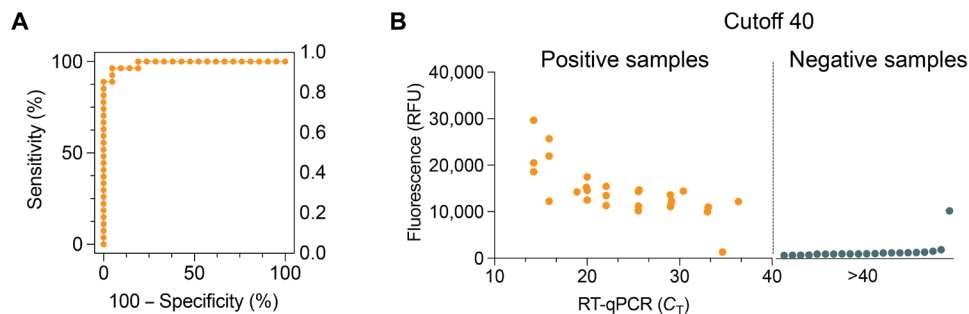 A
100
50
0
Sensitivity (%)
1.0
0.8
0.6
0.4
0.2
0.0
0 50 100
100 – Specificity (%)
B
Cutoff 40
Positive samples Negative samples
40,000
30,000
20,000
10,000
0
Fluorescence (RFU)
10 20 30 40 >40
RT-qPCR (CT)